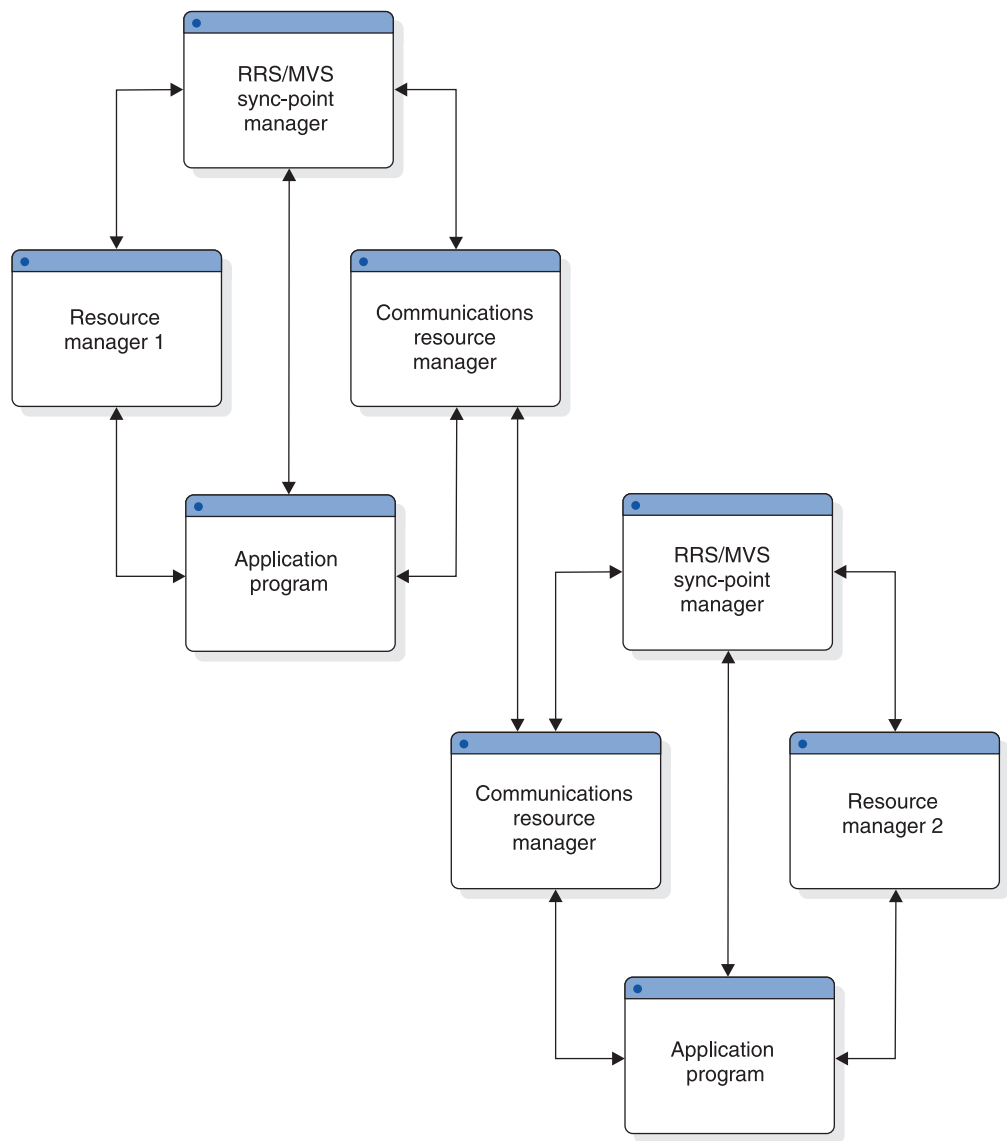 RRS/MVS
sync-point
manager
Resource
manager 1
Communications
resource
manager
Application
program
RRS/MVS
sync-point
manager
Communications
resource
manager
Resource
manager 2
Application
program